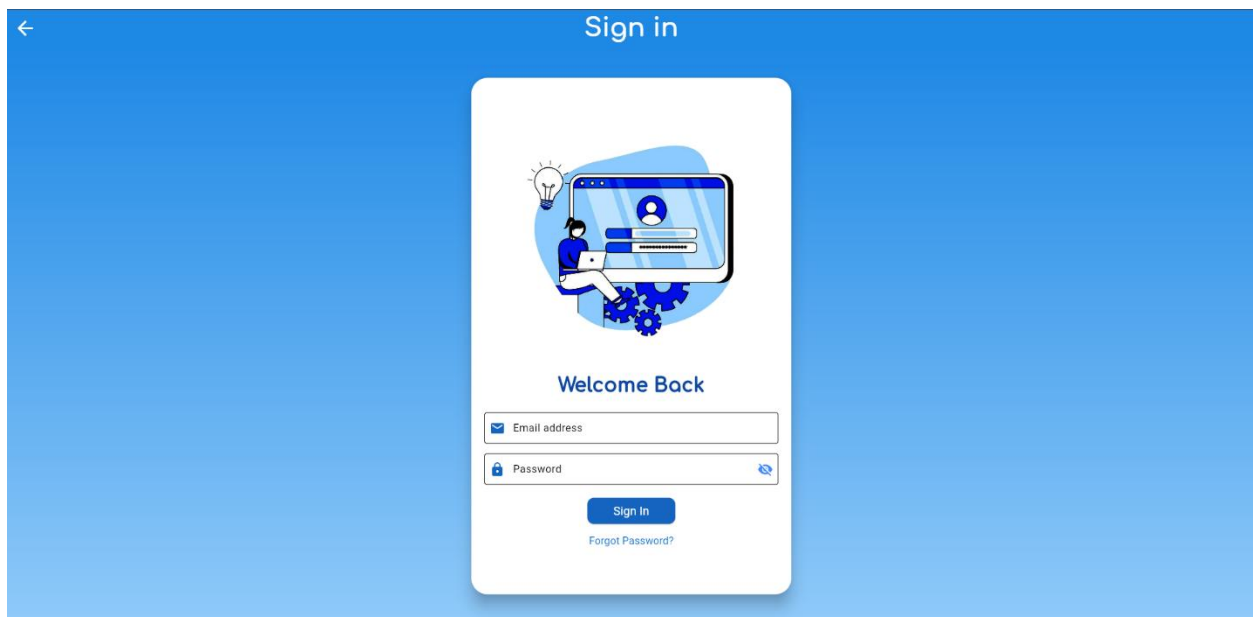 Sign in
Welcome Back
Email address
Password
Sign In
Forgot Password?